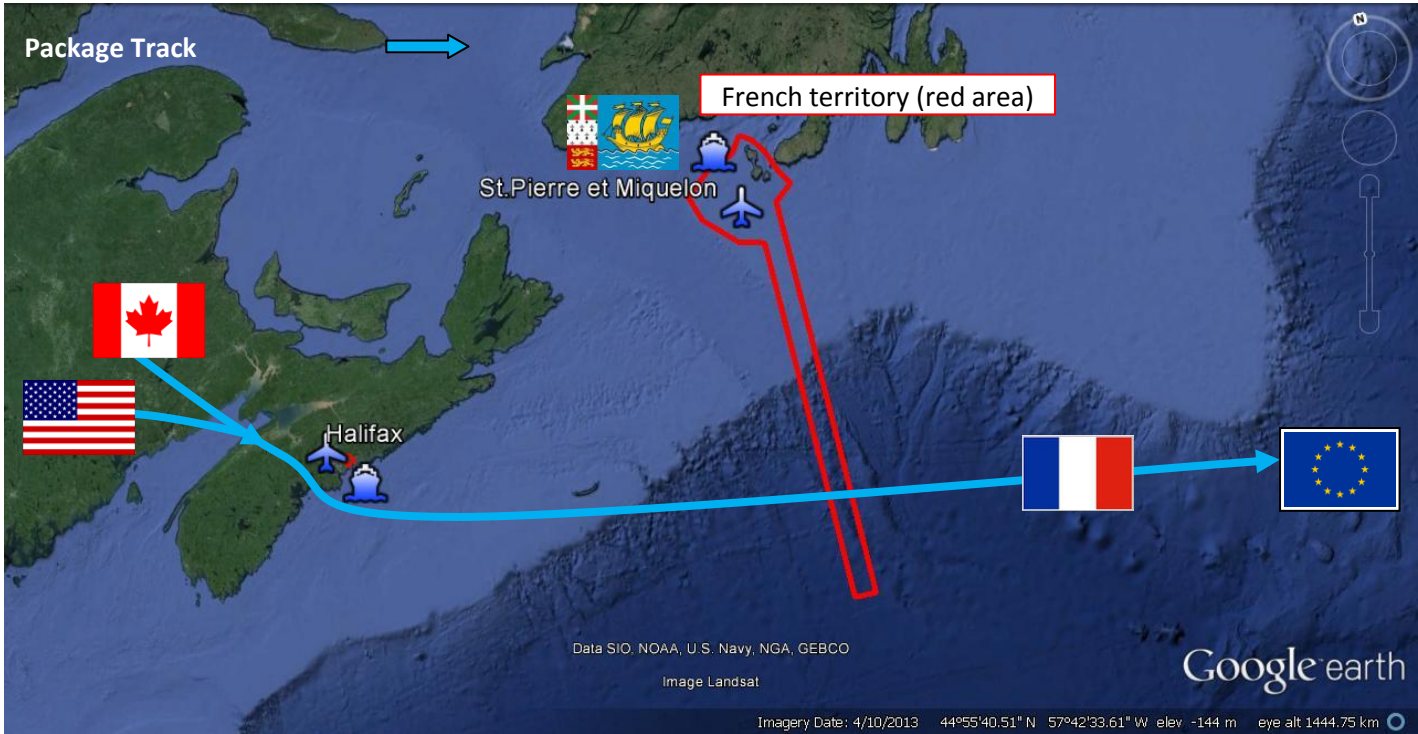 Package Track
French territory (red area)
St.Pierre et Miquelon
Halifax
N
Data SIO, NOAA, U.S. Navy, NGA, GEBCO
Image Landsat
Google earth
Imagery Date: 4/10/2013 44°55'40.51" N 57°42'33.61" W elev -144 m eye alt 1444.75 km